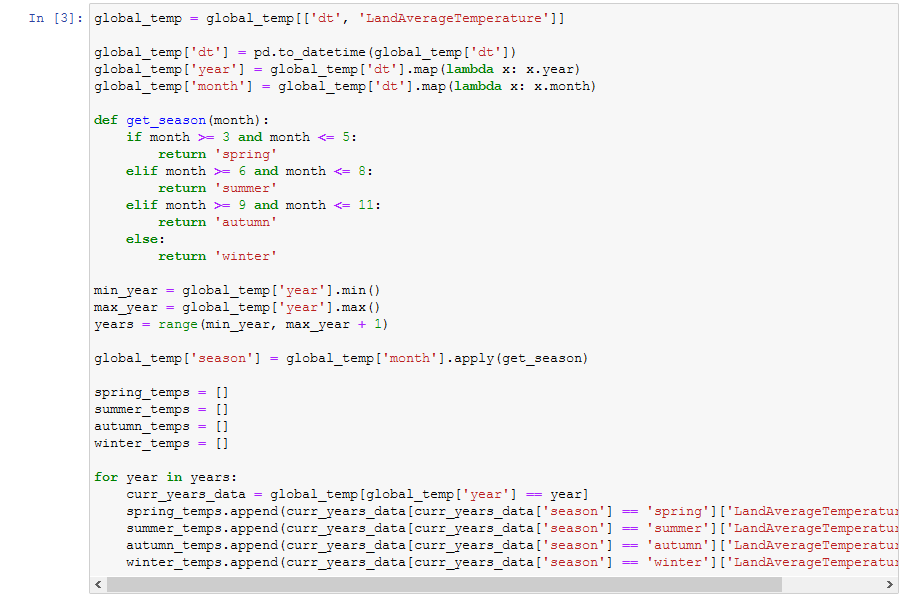 In [3]: global_temp = global_temp[['dt', 'LandAverageTemperature']]
global_temp['dt'] = pd.to_datetime(global_temp['dt'])
global_temp['year'] = global_temp['dt'].map(lambda x: x.year)
global_temp['month'] = global_temp['dt'].map(lambda x: x.month)
def get_season(month):
    if month >= 3 and month <= 5:
        return 'spring'
    elif month >= 6 and month <= 8:
        return 'summer'
    elif month >= 9 and month <= 11:
        return 'autumn'
    else:
        return 'winter'
min_year = global_temp['year'].min()
max_year = global_temp['year'].max()
years = range(min_year, max_year + 1)
global_temp['season'] = global_temp['month'].apply(get_season)
spring_temps = []
summer_temps = []
autumn_temps = []
winter_temps = []
for year in years:
    curr_years_data = global_temp[global_temp['year'] == year]
    spring_temps.append(curr_years_data[curr_years_data['season'] == 'spring']['LandAverageTemperatu
    summer_temps.append(curr_years_data[curr_years_data['season'] == 'summer']['LandAverageTemperatu
    autumn_temps.append(curr_years_data[curr_years_data['season'] == 'autumn']['LandAverageTemperatu
    winter_temps.append(curr_years_data[curr_years_data['season'] == 'winter']['LandAverageTemperatu